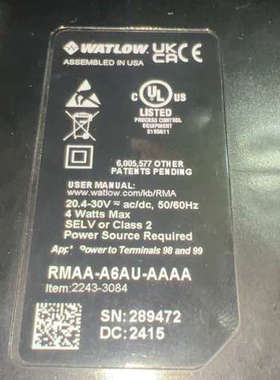 WATLOW UK CA CE
ASSEMBLED IN USA
C UL US
LISTED
PROCESS CONTROL
EQUIPMENT
E195611
6,005,577 OTHER
PATENTS PENDING
USER MANUAL:
www.watlow.com/kb/RMA
20.4-30V ≂ ac/dc, 50/60Hz
4 Watts Max
SELV or Class 2
Power Source Required
Power to Terminals 98 and 99
RMAA-A6AU-AAAA
Item:2243-3084
SN:289472
DC:2415